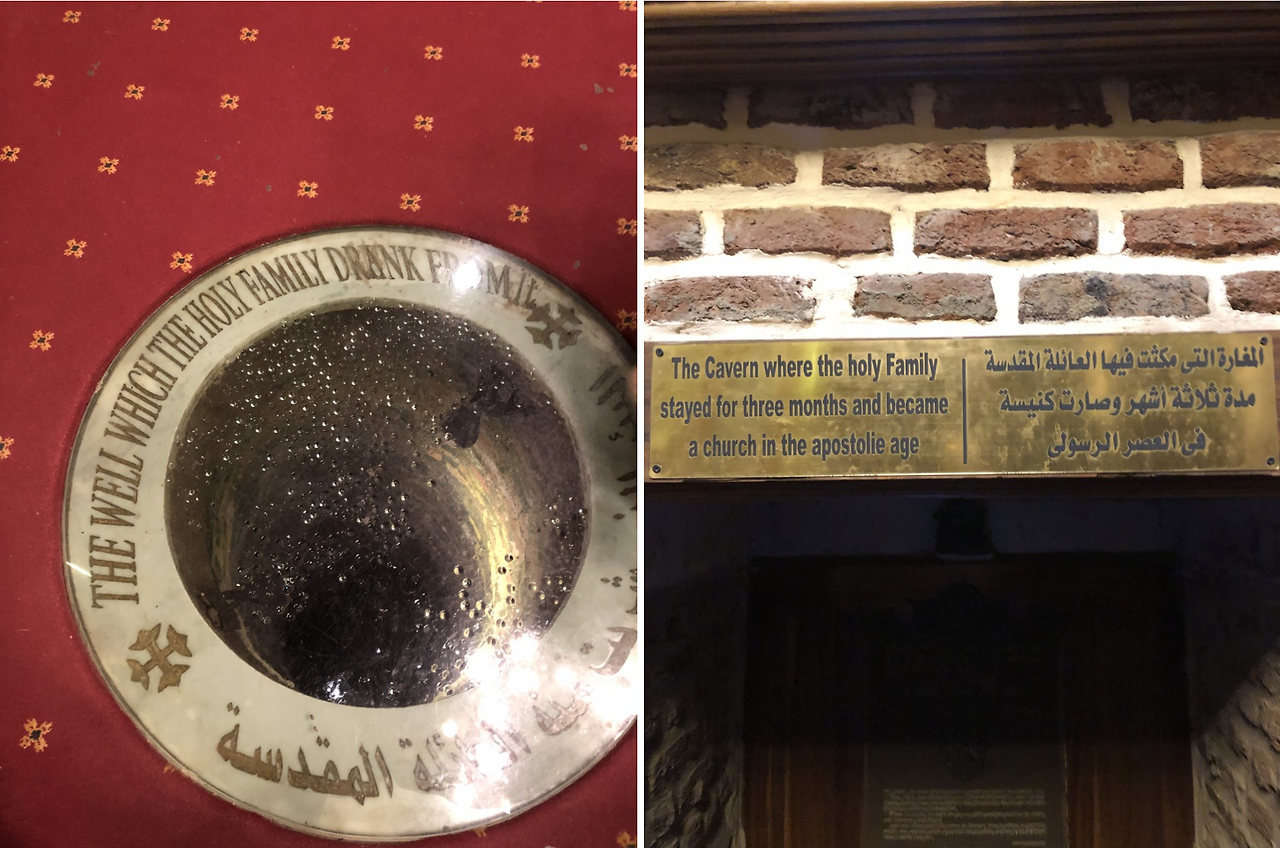 THE WELL WHICH THE HOLY FAMILY DRANK FROM IT
العائلة المقدسة
The Cavern where the holy Family
stayed for three months and became
a church in the apostolie age
المغارة التى مكثت فيها العائلة المقدسة
مدة ثلاثة أشهر وصارت كنيسة
فى العصر الرسولى